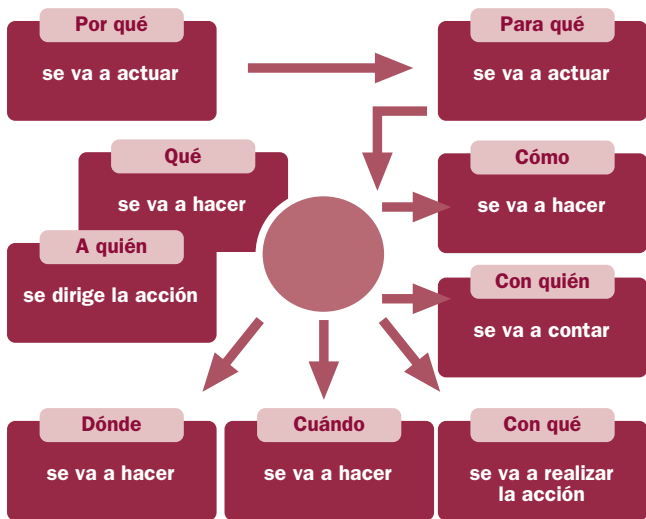 Por qué
se va a actuar
Para qué
se va a actuar
Qué
se va a hacer
Cómo
se va a hacer
A quién
se dirige la acción
Con quién
se va a contar
Dónde
se va a hacer
Cuándo
se va a hacer
Con qué
se va a realizar
la acción